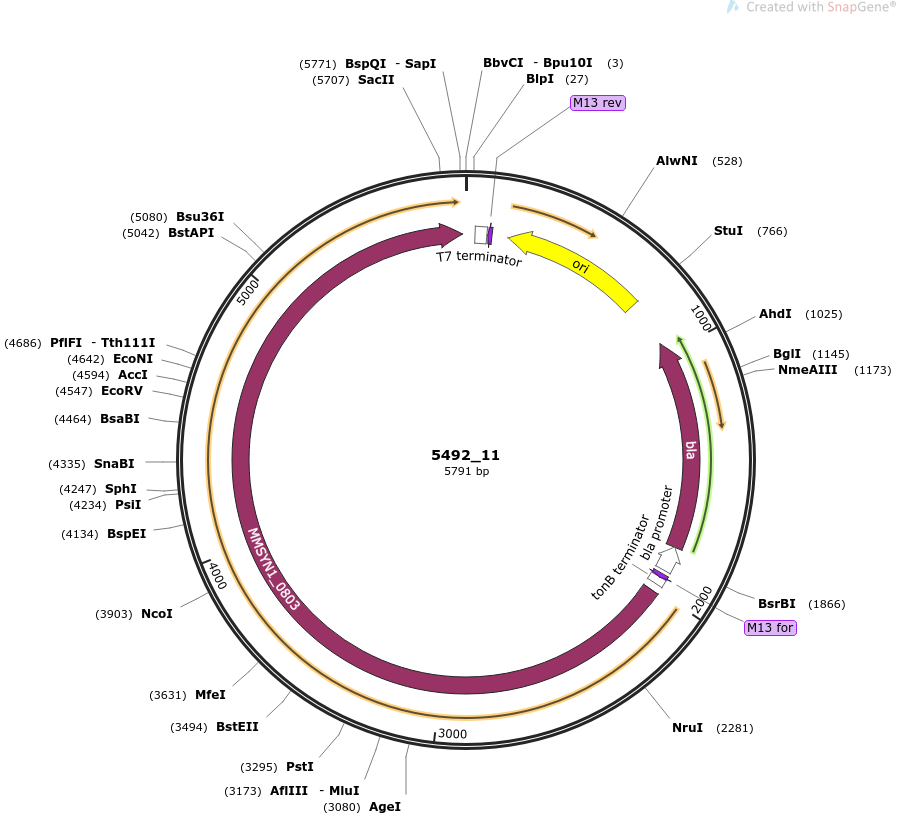 Created with SnapGene®
(5771) BspQI - SapI
BbvCI - Bpu10I (3)
(5707) SacII
BlpI (27)
M13 rev
AlwNI (528)
(5080) Bsu36I
(5042) BstAPI
StuI (766)
T7 terminator
ori
5000
1000
AhdI (1025)
(4686) PflFI - Tth111I
BglI (1145)
(4642) EcoNI
NmeAIII (1173)
(4594) AccI
(4547) EcoRV
(4464) BsaBI
bla
5492_11
5791 bp
(4335) SnaBI
(4247) SphI
(4234) PsiI
(4134) BspEI
bla promoter
tonB terminator
MMSYN1_0803
4000
2000
(3903) NcoI
BsrBI (1866)
M13 for
(3631) MfeI
(3494) BstEII
NruI (2281)
3000
(3295) PstI
(3173) AflIII - MluI
(3080) AgeI